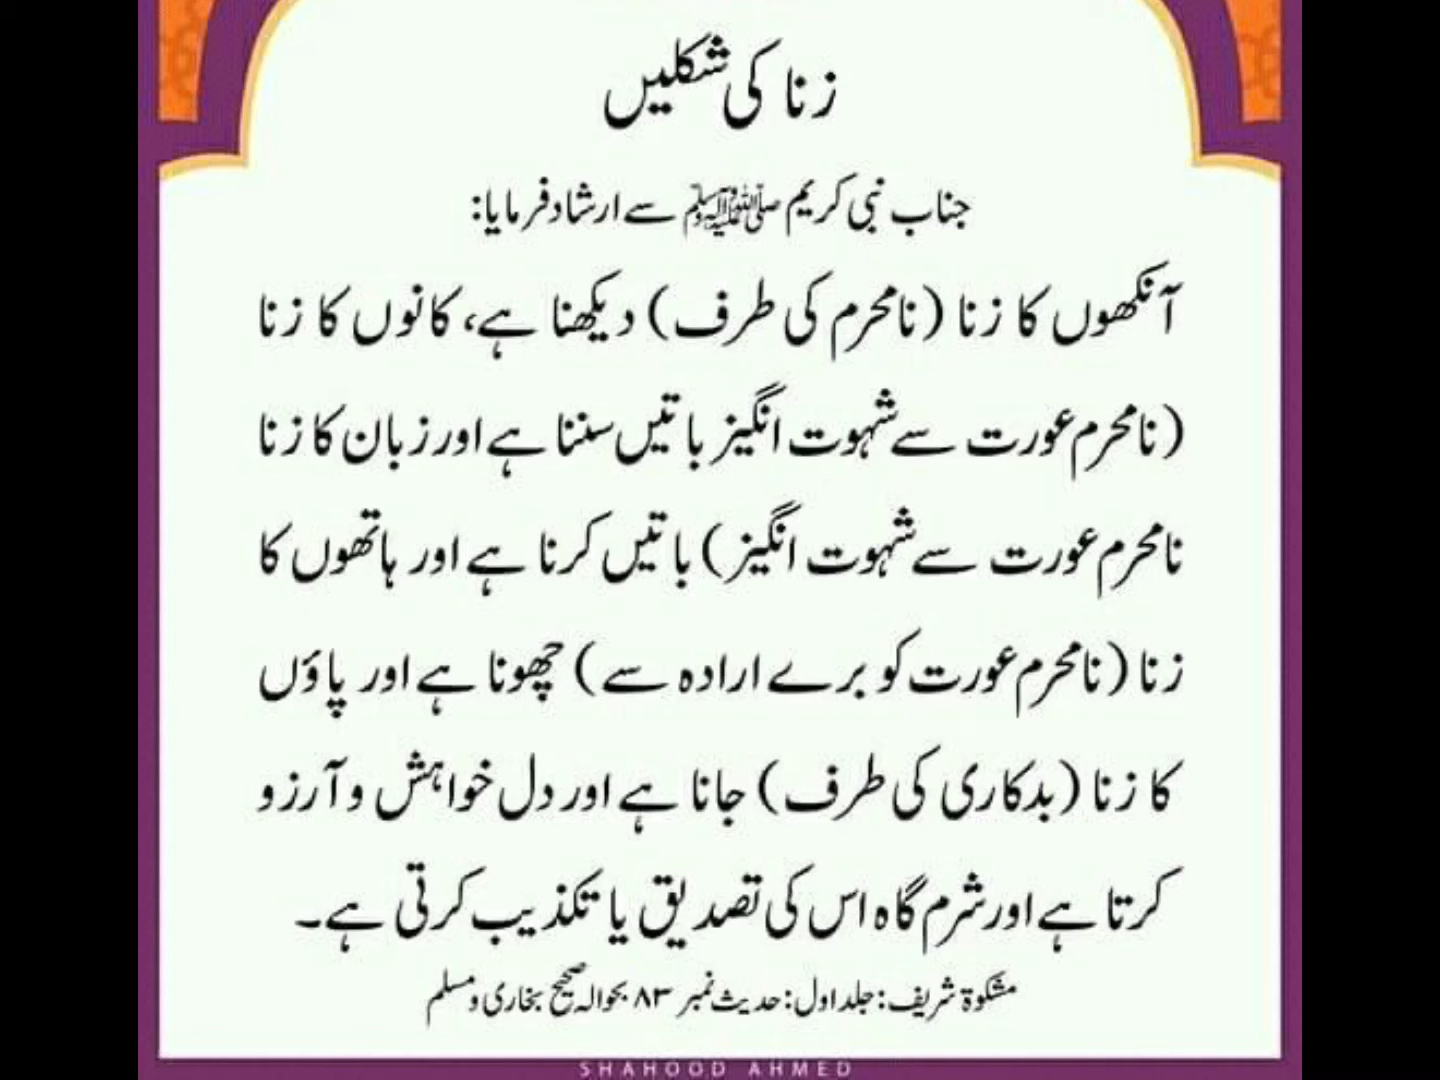 زنا کی شکلیں
جناب نبی کریم ﷺ سے ارشاد فرمایا:
آنکھوں کا زنا (نامحرم کی طرف) دیکھنا ہے، کانوں کا زنا
(نامحرم عورت سے شہوت انگیز باتیں سننا ہے اور زبان کا زنا
نامحرم عورت سے شہوت انگیز) باتیں کرنا ہے اور ہاتھوں کا
زنا (نامحرم عورت کو برے ارادہ سے) چھونا ہے اور پاؤں
کا زنا (بدکاری کی طرف) جانا ہے اور دل خواہش و آرزو
کرتا ہے اور شرم گاہ اس کی تصدیق یا تکذیب کرتی ہے۔
مشکوۃ شریف: جلد اول: حدیث نمبر ۸۳ بحوالہ صحیح بخاری و مسلم
SHAHOOD AHMED